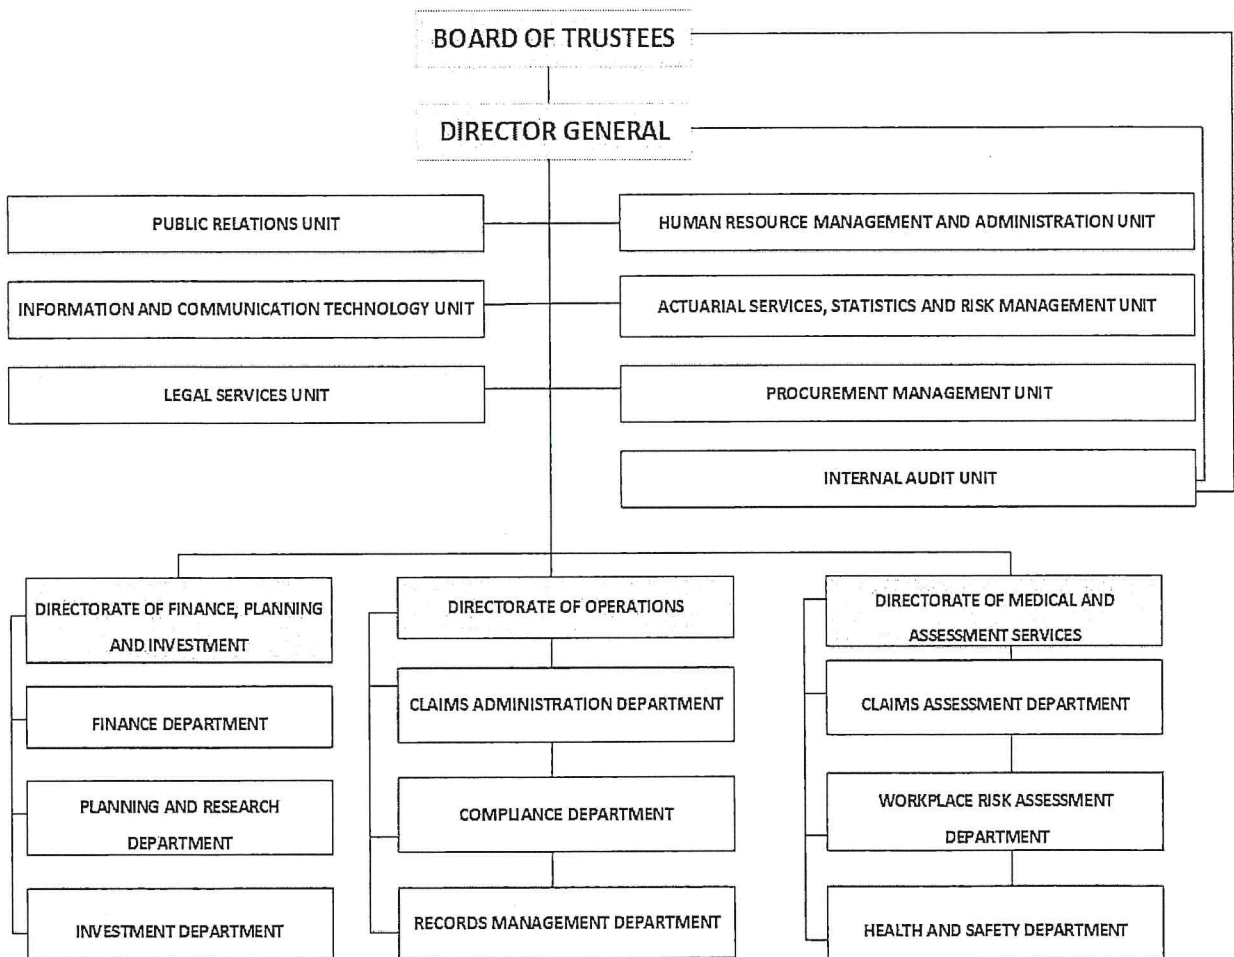 BOARD OF TRUSTEES
DIRECTOR GENERAL
PUBLIC RELATIONS UNIT
HUMAN RESOURCE MANAGEMENT AND ADMINISTRATION UNIT
INFORMATION AND COMMUNICATION TECHNOLOGY UNIT
ACTUARIAL SERVICES, STATISTICS AND RISK MANAGEMENT UNIT
LEGAL SERVICES UNIT
PROCUREMENT MANAGEMENT UNIT
INTERNAL AUDIT UNIT
DIRECTORATE OF FINANCE, PLANNING
AND INVESTMENT
FINANCE DEPARTMENT
PLANNING AND RESEARCH
DEPARTMENT
INVESTMENT DEPARTMENT
DIRECTORATE OF OPERATIONS
CLAIMS ADMINISTRATION DEPARTMENT
COMPLIANCE DEPARTMENT
RECORDS MANAGEMENT DEPARTMENT
DIRECTORATE OF MEDICAL AND
ASSESSMENT SERVICES
CLAIMS ASSESSMENT DEPARTMENT
WORKPLACE RISK ASSESSMENT
DEPARTMENT
HEALTH AND SAFETY DEPARTMENT